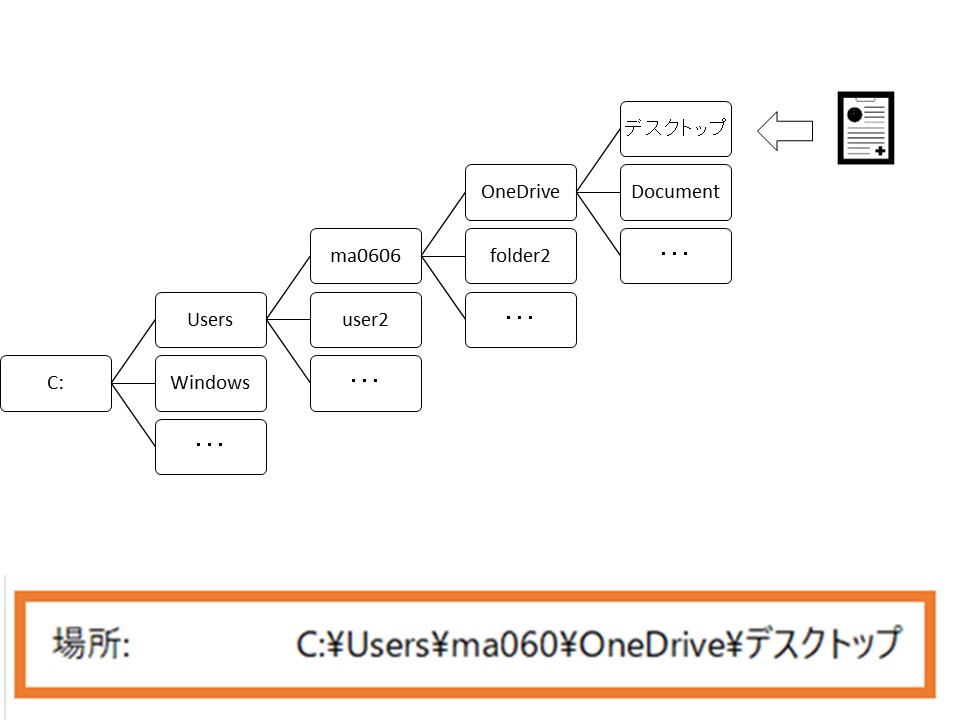 デスクトップ
OneDrive
Document
ma0606
folder2
・・・
Users
user2
・・・
C:
Windows
・・・
・・・
場所: C:¥Users¥ma060¥OneDrive¥デスクトップ